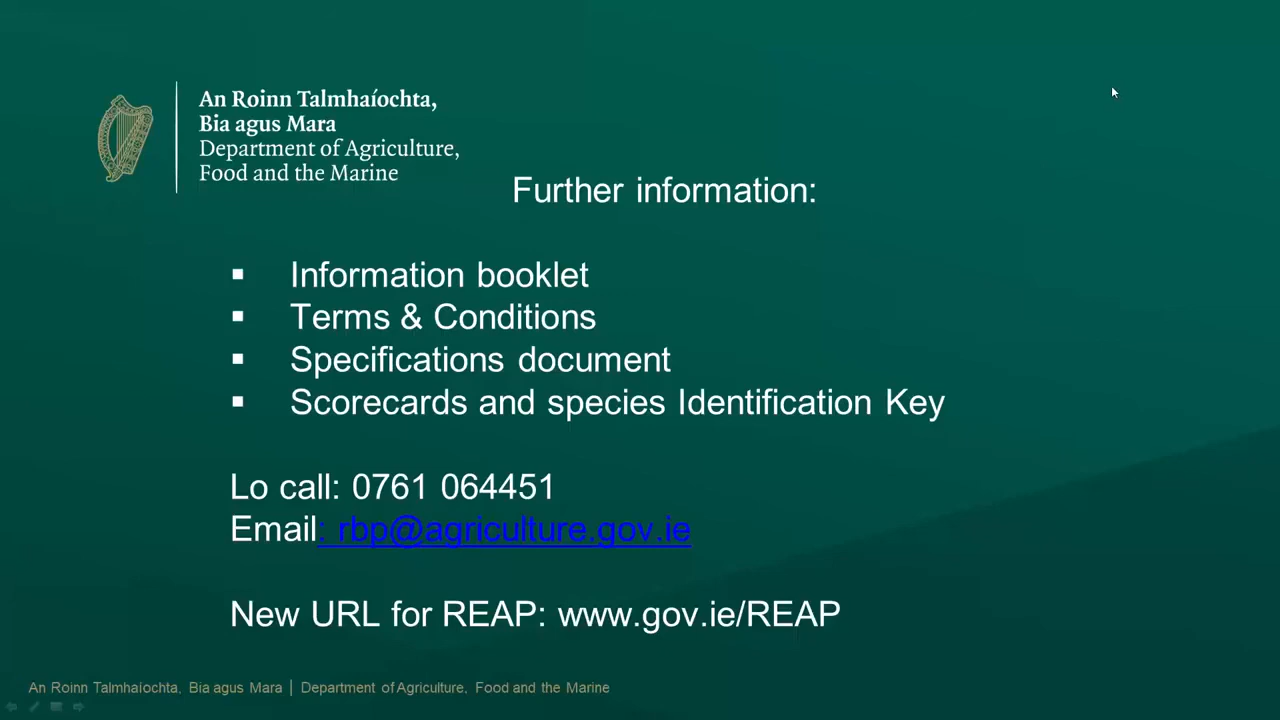 An Roinn Talmhaíochta,
Bia agus Mara
Department of Agriculture,
Food and the Marine
Further information:
▪ Information booklet
▪ Terms & Conditions
▪ Specifications document
▪ Scorecards and species Identification Key
Lo call: 0761 064451
Email: rbp@agriculture.gov.ie
New URL for REAP: www.gov.ie/REAP
An Roinn Talmhaíochta, Bia agus Mara | Department of Agriculture, Food and the Marine